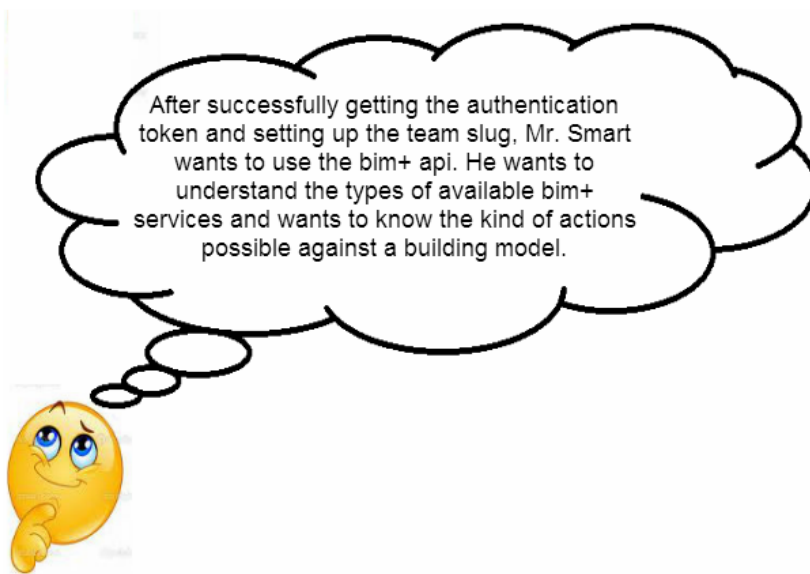 After successfully getting the authentication
token and setting up the team slug, Mr. Smart
wants to use the bim+ api. He wants to
understand the types of available bim+
services and wants to know the kind of actions
possible against a building model.